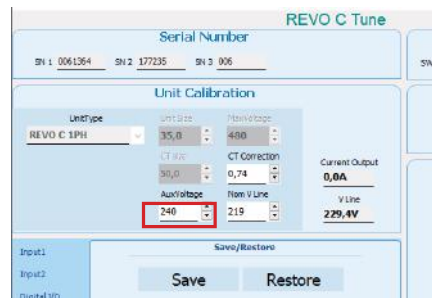 REVO C Tune
Serial Number
SN 1 0061364 SN 2 177235 SN 3 006
SW
Unit Calibration
UnitType Unit Size MaxVoltage
REVO C 1PH 35,0 480
CT size CT Correction
50,0 0,74
Current Output
0,0A
AuxVoltage Nom V Line
240 219
V Line
229,4V
Input1
Save/Restore
Input2
Save Restore
Digital I/O